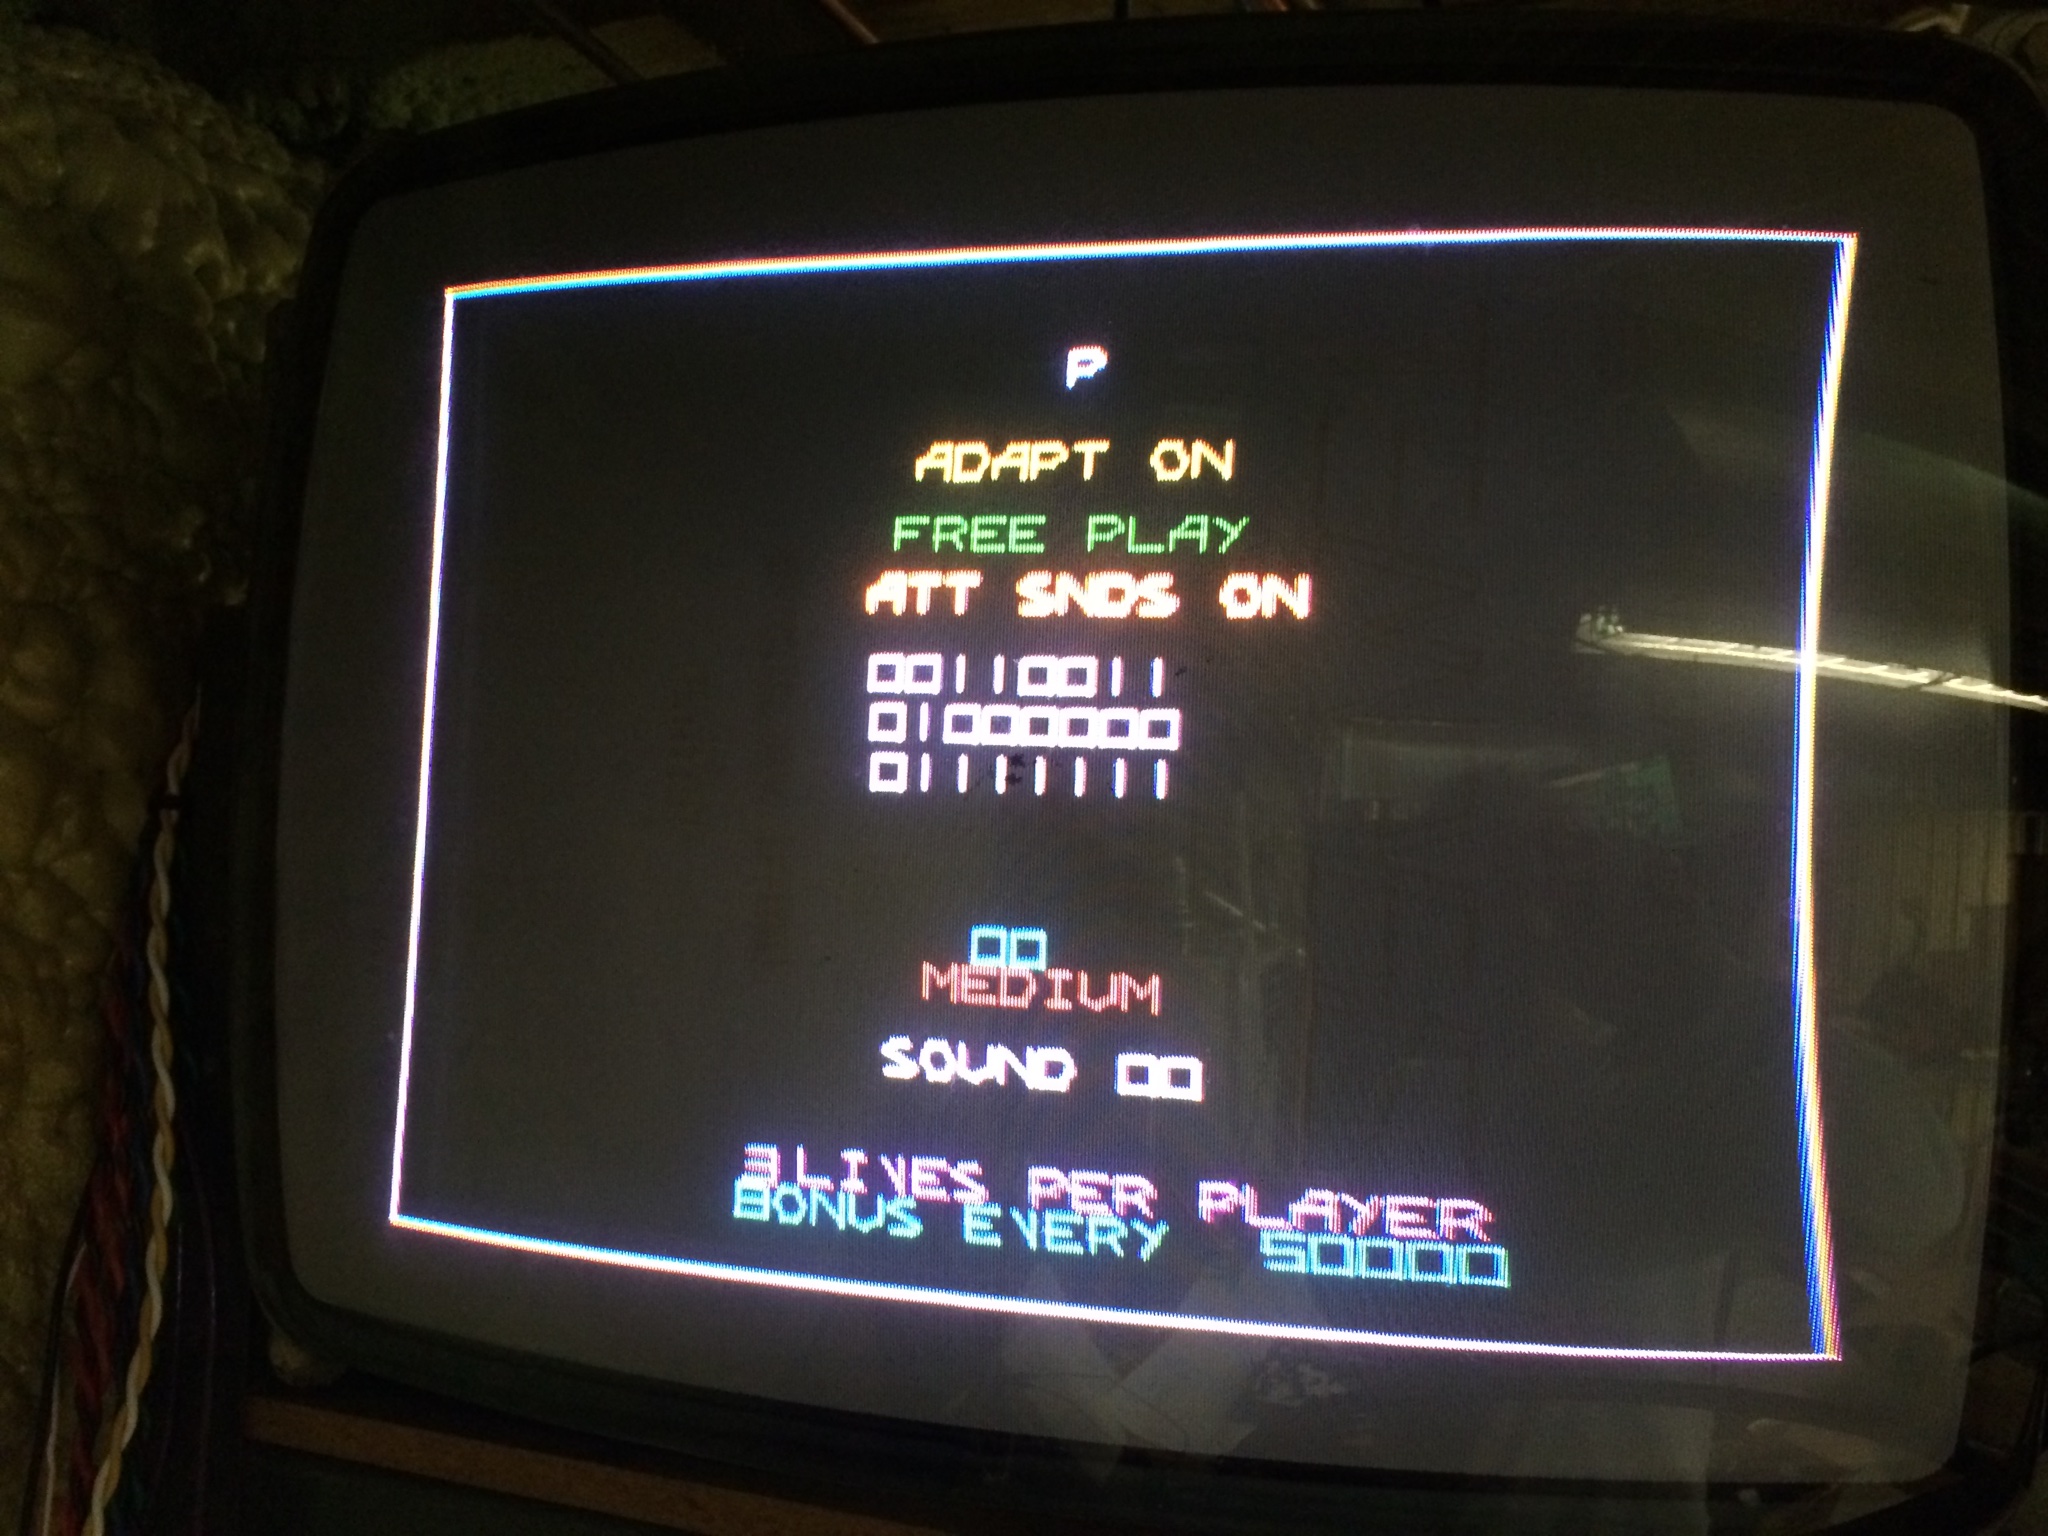 P
ADAPT ON
FREE PLAY
ATT SNDS ON
00110011
01000000
01111111
00
MEDIUM
SOUND 00
3 LIVES PER PLAYER
BONUS EVERY 50000